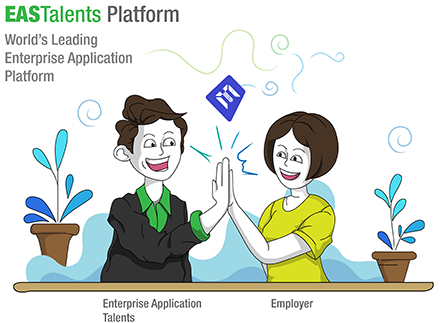 EASTalents Platform
World's Leading
Enterprise Application
Platform
Enterprise Application
Talents
Employer